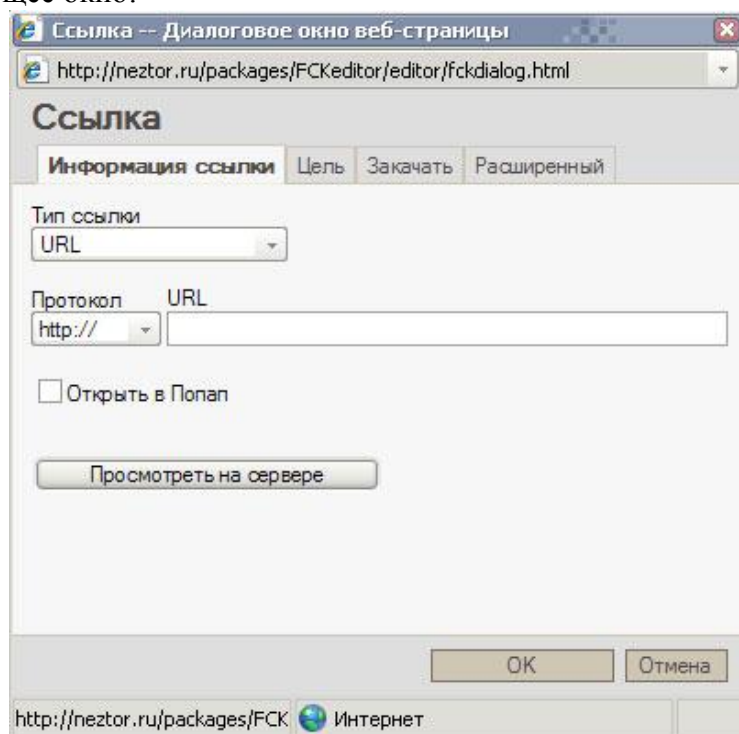 щее окно:
Ссылка -- Диалоговое окно веб-страницы
http://neztor.ru/packages/FCKeditor/editor/fckdialog.html
Ссылка
Информация ссылки Цель Закачать Расширенный
Тип ссылки
URL
Протокол URL
http://
Открыть в Попап
Просмотреть на сервере
OK Отмена
http://neztor.ru/packages/FCK Интернет